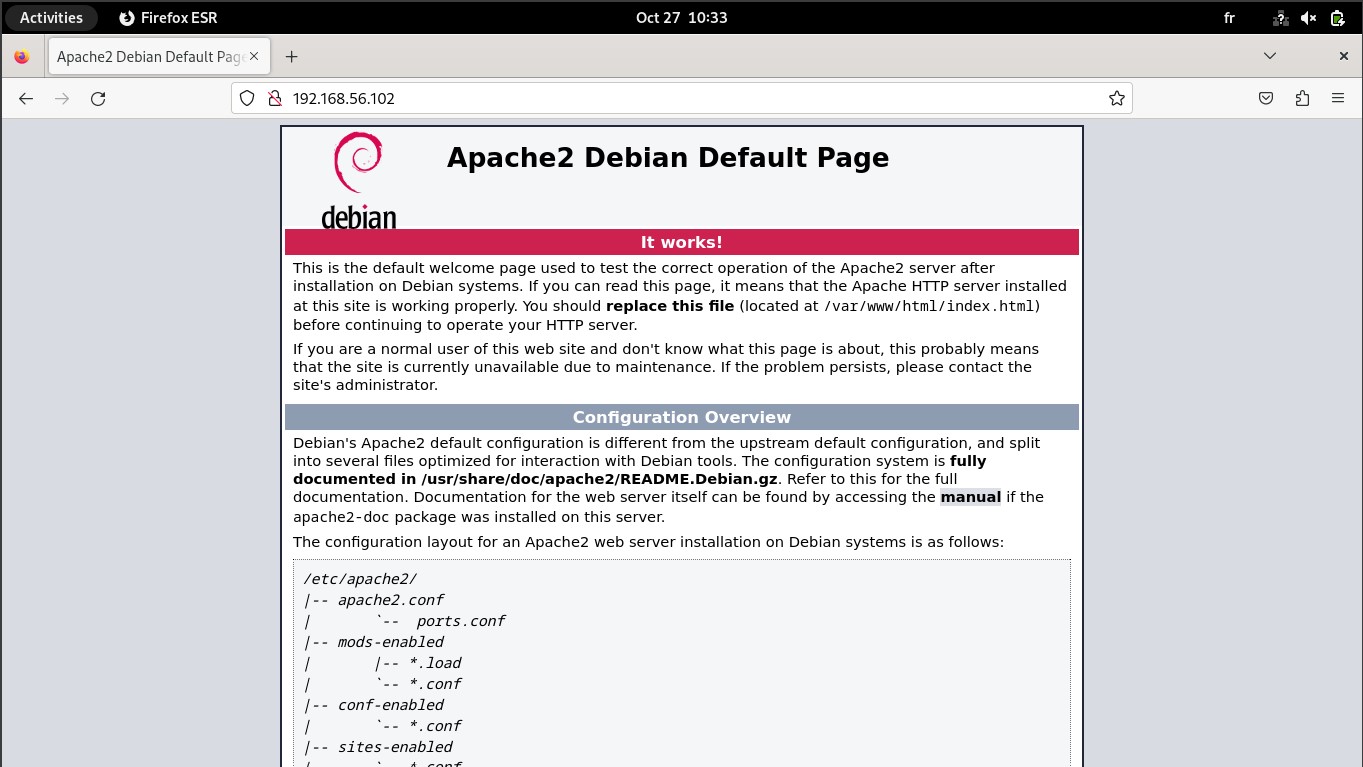 Activities
Firefox ESR
Oct 27 10:33
fr
Apache2 Debian Default Pag
192.168.56.102
debian
Apache2 Debian Default Page
It works!
This is the default welcome page used to test the correct operation of the Apache2 server after
installation on Debian systems. If you can read this page, it means that the Apache HTTP server installed
at this site is working properly. You should replace this file (located at /var/www/html/index.html)
before continuing to operate your HTTP server.
If you are a normal user of this web site and don't know what this page is about, this probably means
that the site is currently unavailable due to maintenance. If the problem persists, please contact the
site's administrator.
Configuration Overview
Debian's Apache2 default configuration is different from the upstream default configuration, and split
into several files optimized for interaction with Debian tools. The configuration system is fully
documented in /usr/share/doc/apache2/README.Debian.gz. Refer to this for the full
documentation. Documentation for the web server itself can be found by accessing the manual if the
apache2-doc package was installed on this server.
The configuration layout for an Apache2 web server installation on Debian systems is as follows:
/etc/apache2/
|-- apache2.conf
|       `--  ports.conf
|-- mods-enabled
|       |-- *.load
|       `-- *.conf
|-- conf-enabled
|       `-- *.conf
|-- sites-enabled
|       `-- *.conf